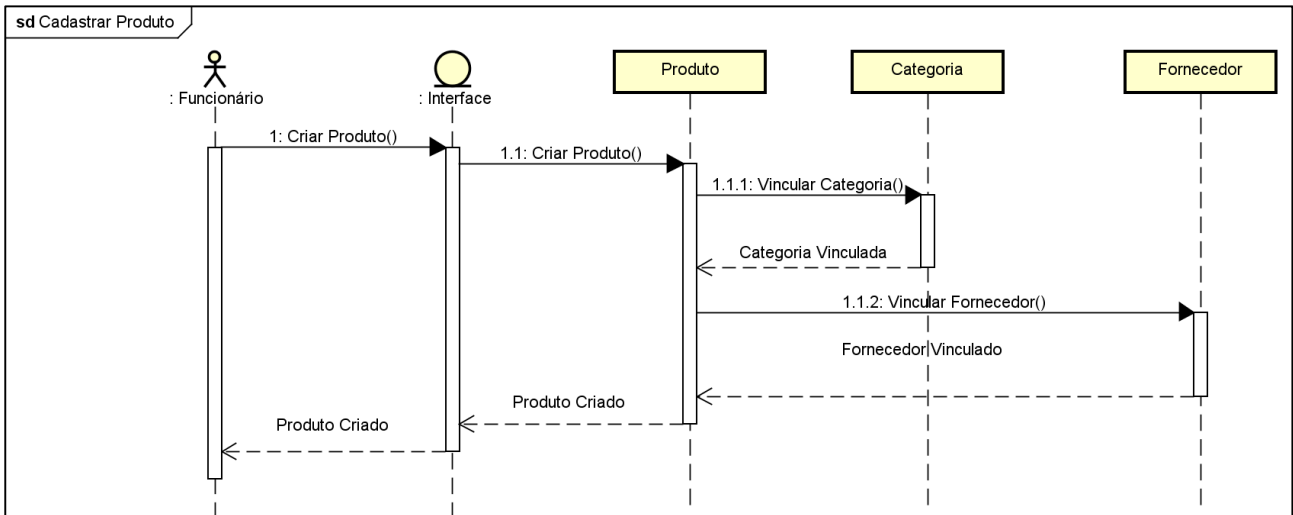 sd Cadastrar Produto
: Funcionário
: Interface
Produto
Categoria
Fornecedor
1: Criar Produto()
1.1: Criar Produto()
1.1.1: Vincular Categoria()
Categoria Vinculada
1.1.2: Vincular Fornecedor()
Fornecedor Vinculado
Produto Criado
Produto Criado